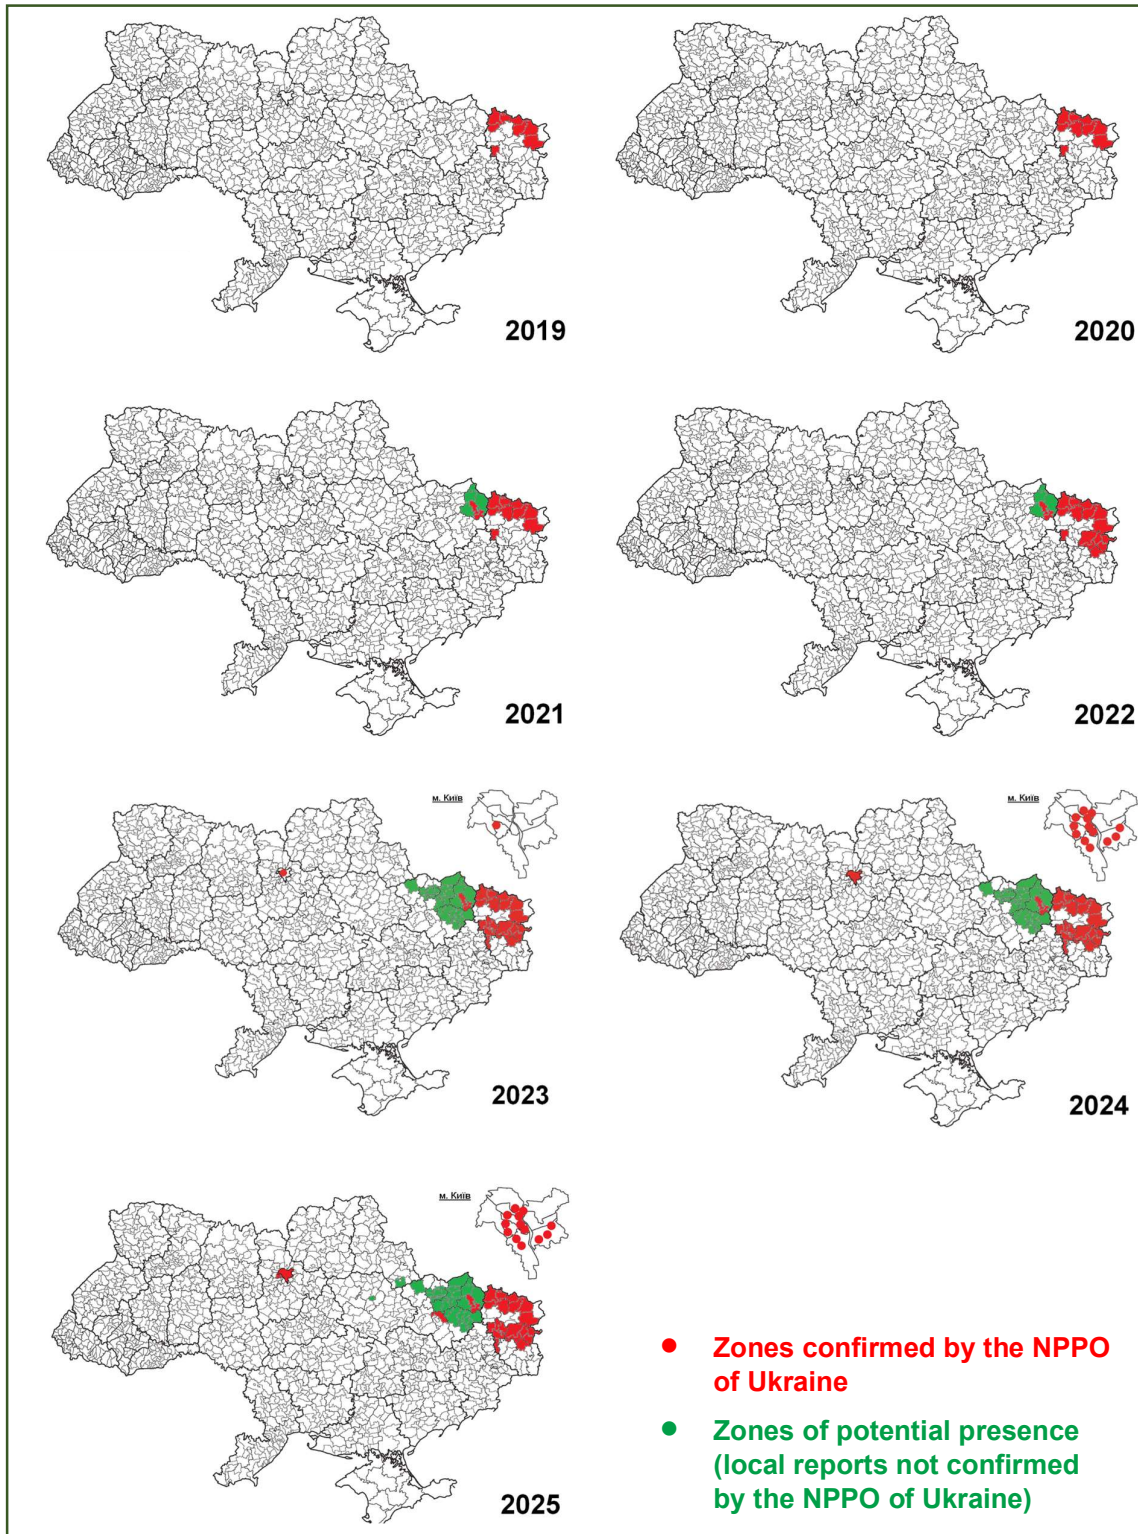 2019
2020
2021
2022
м. Київ
2023
м. Київ
2024
м. Київ
2025
Zones confirmed by the NPPO
of Ukraine
Zones of potential presence
(local reports not confirmed
by the NPPO of Ukraine)